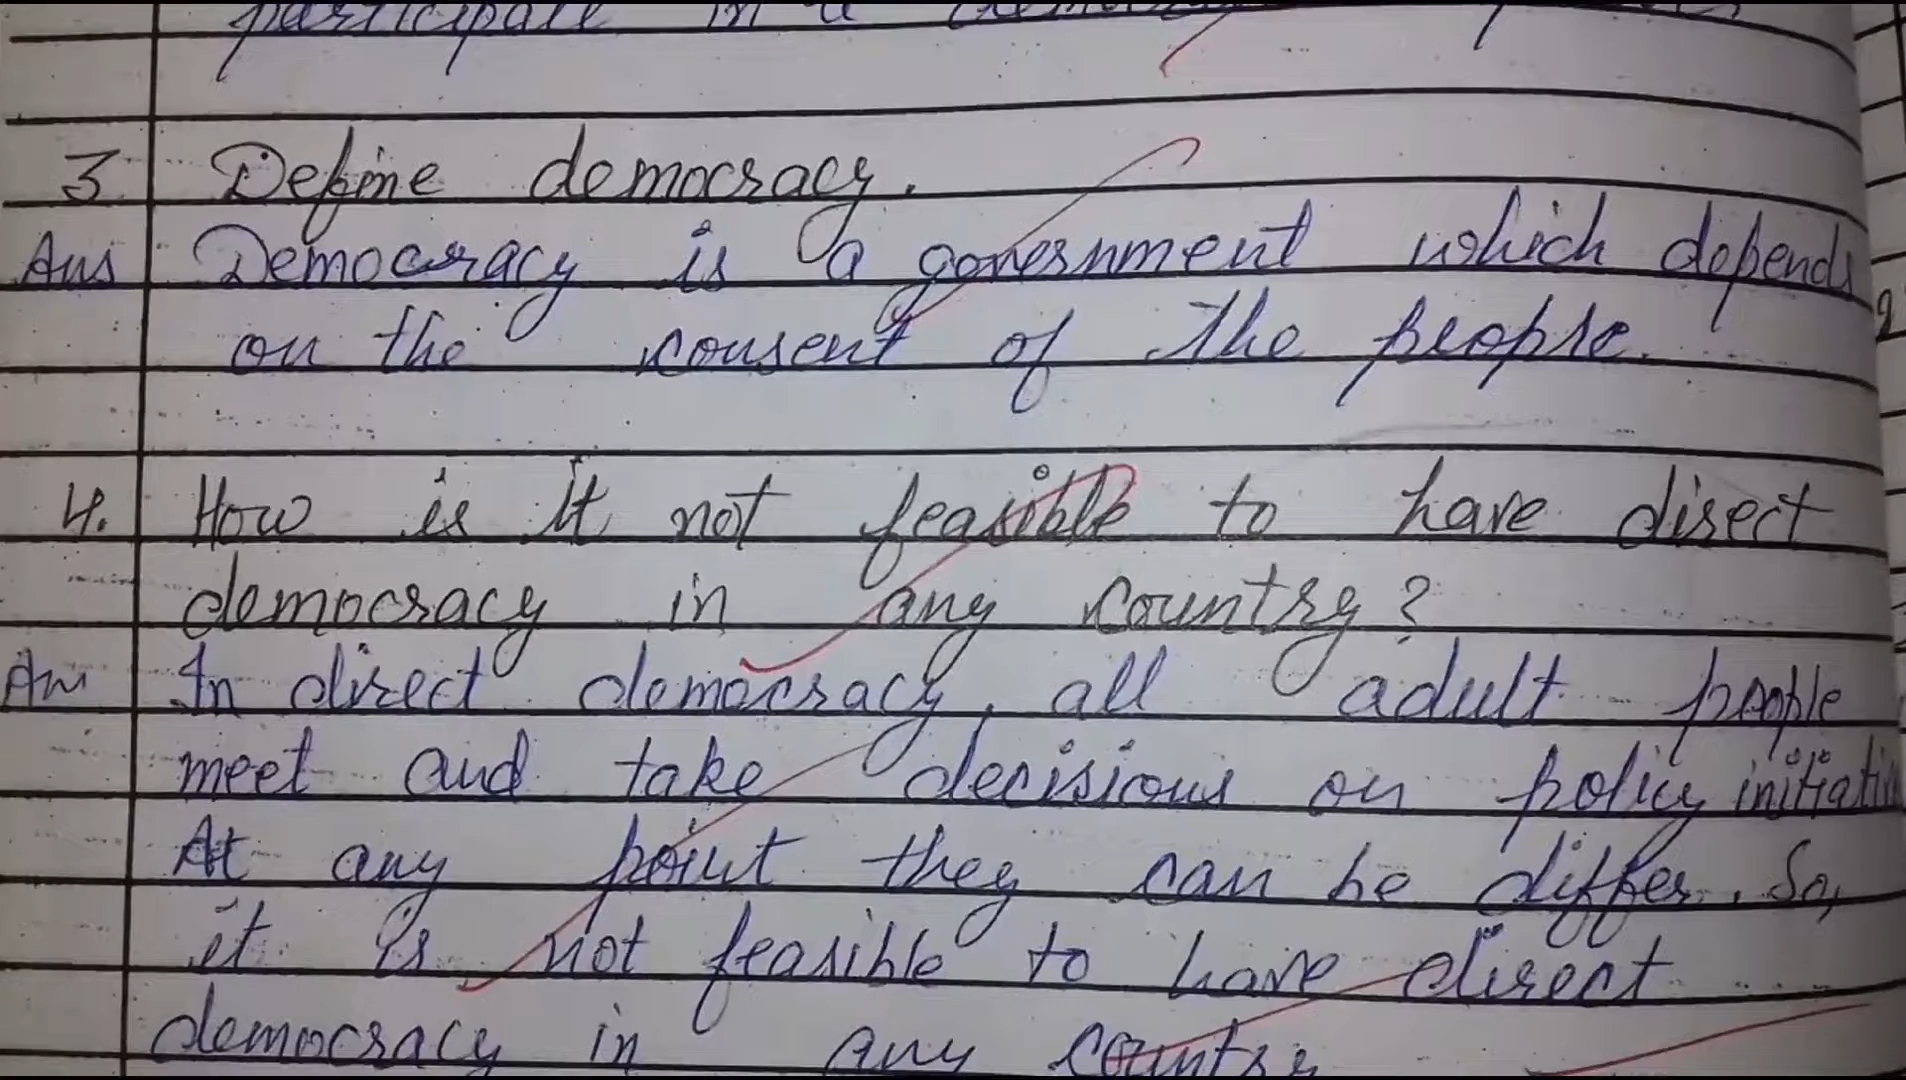 participate in a
3. Define democracy.
Ans Democracy is a government which depends
on the consent of the people.
4. How is it not feasible to have direct
democracy in any country?
Ans In direct democracy, all adult people
meet and take decisions on policy
At any point they can be differ. So,
it is not feasible to have direct
democracy in any country